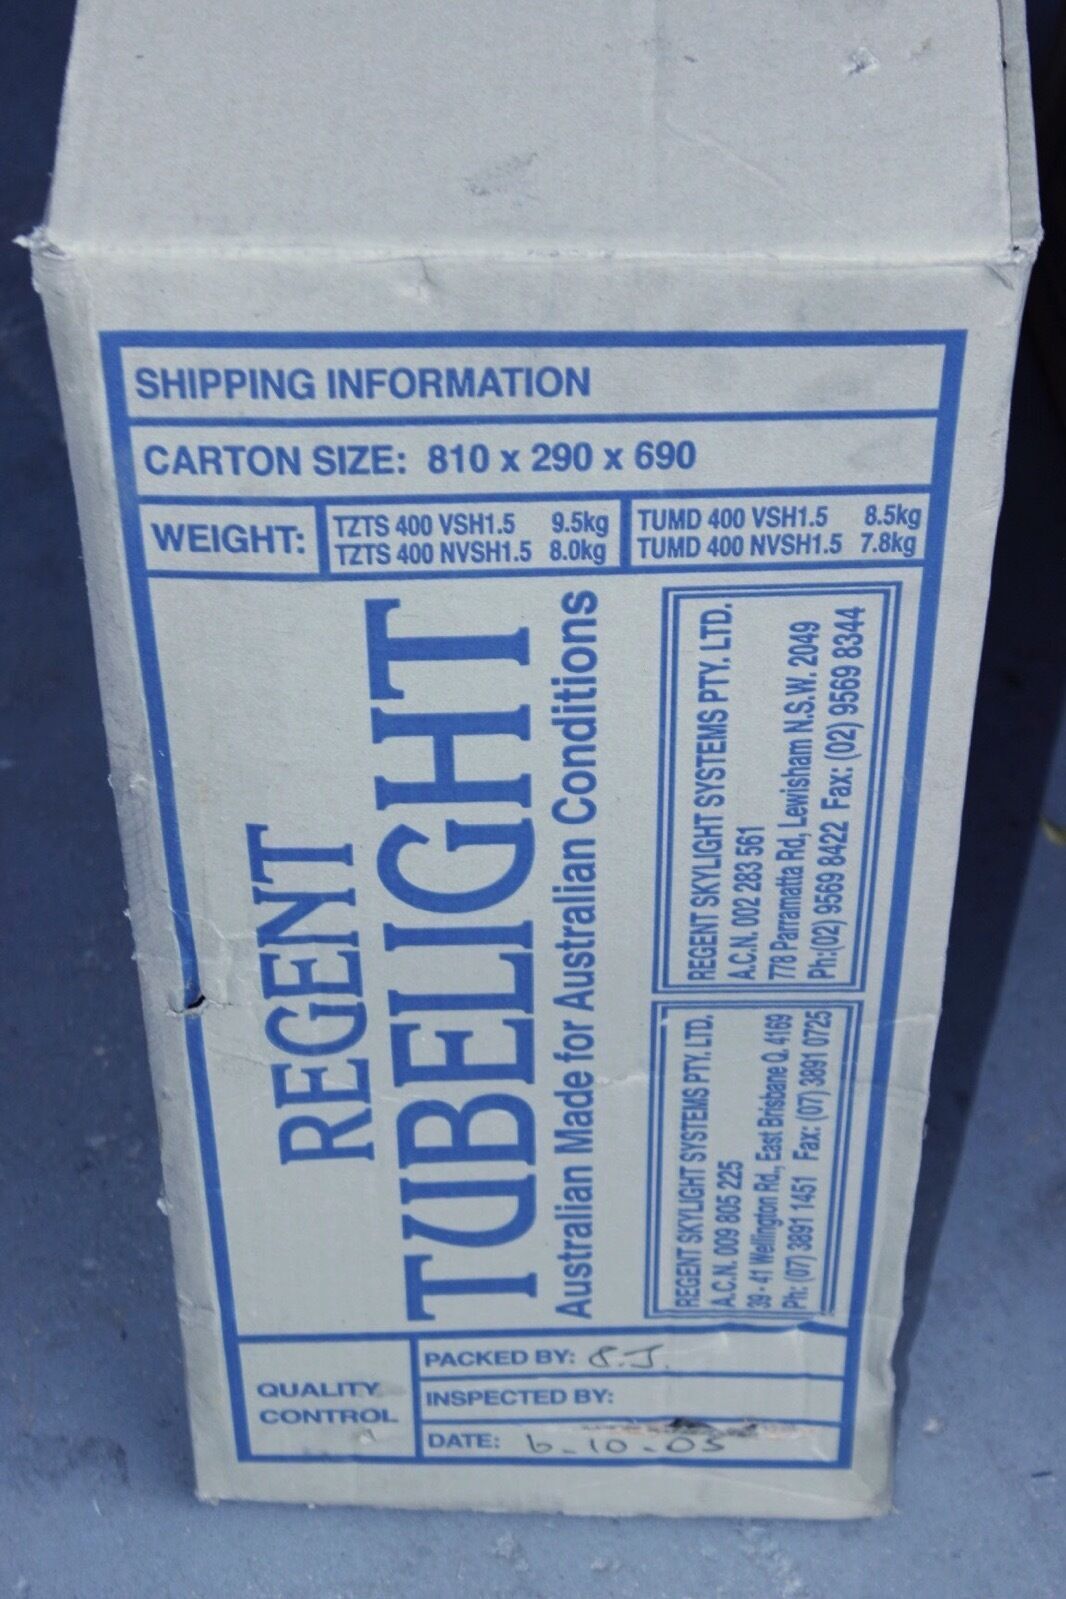 SHIPPING INFORMATION
CARTON SIZE: 810 x 290 x 690
WEIGHT:
TZTS 400 VSH1.5 9.5kg
TZTS 400 NVSH1.5 8.0kg
TUMD 400 VSH1.5 8.5kg
TUMD 400 NVSH1.5 7.8kg
REGENT
TUBELIGHT
Australian Made for Australian Conditions
REGENT SKYLIGHT SYSTEMS PTY. LTD.
A.C.N. 009 805 225
39 - 41 Wellington Rd., East Brisbane Q. 4169
Ph: (07) 3891 1451 Fax: (07) 3891 0725
REGENT SKYLIGHT SYSTEMS PTY. LTD.
A.C.N. 002 283 561
778 Parramatta Rd, Lewisham N.S.W. 2049
Ph:(02) 9569 8422 Fax: (02) 9569 8344
QUALITY
CONTROL
PACKED BY:
INSPECTED BY:
DATE: 6-10-05